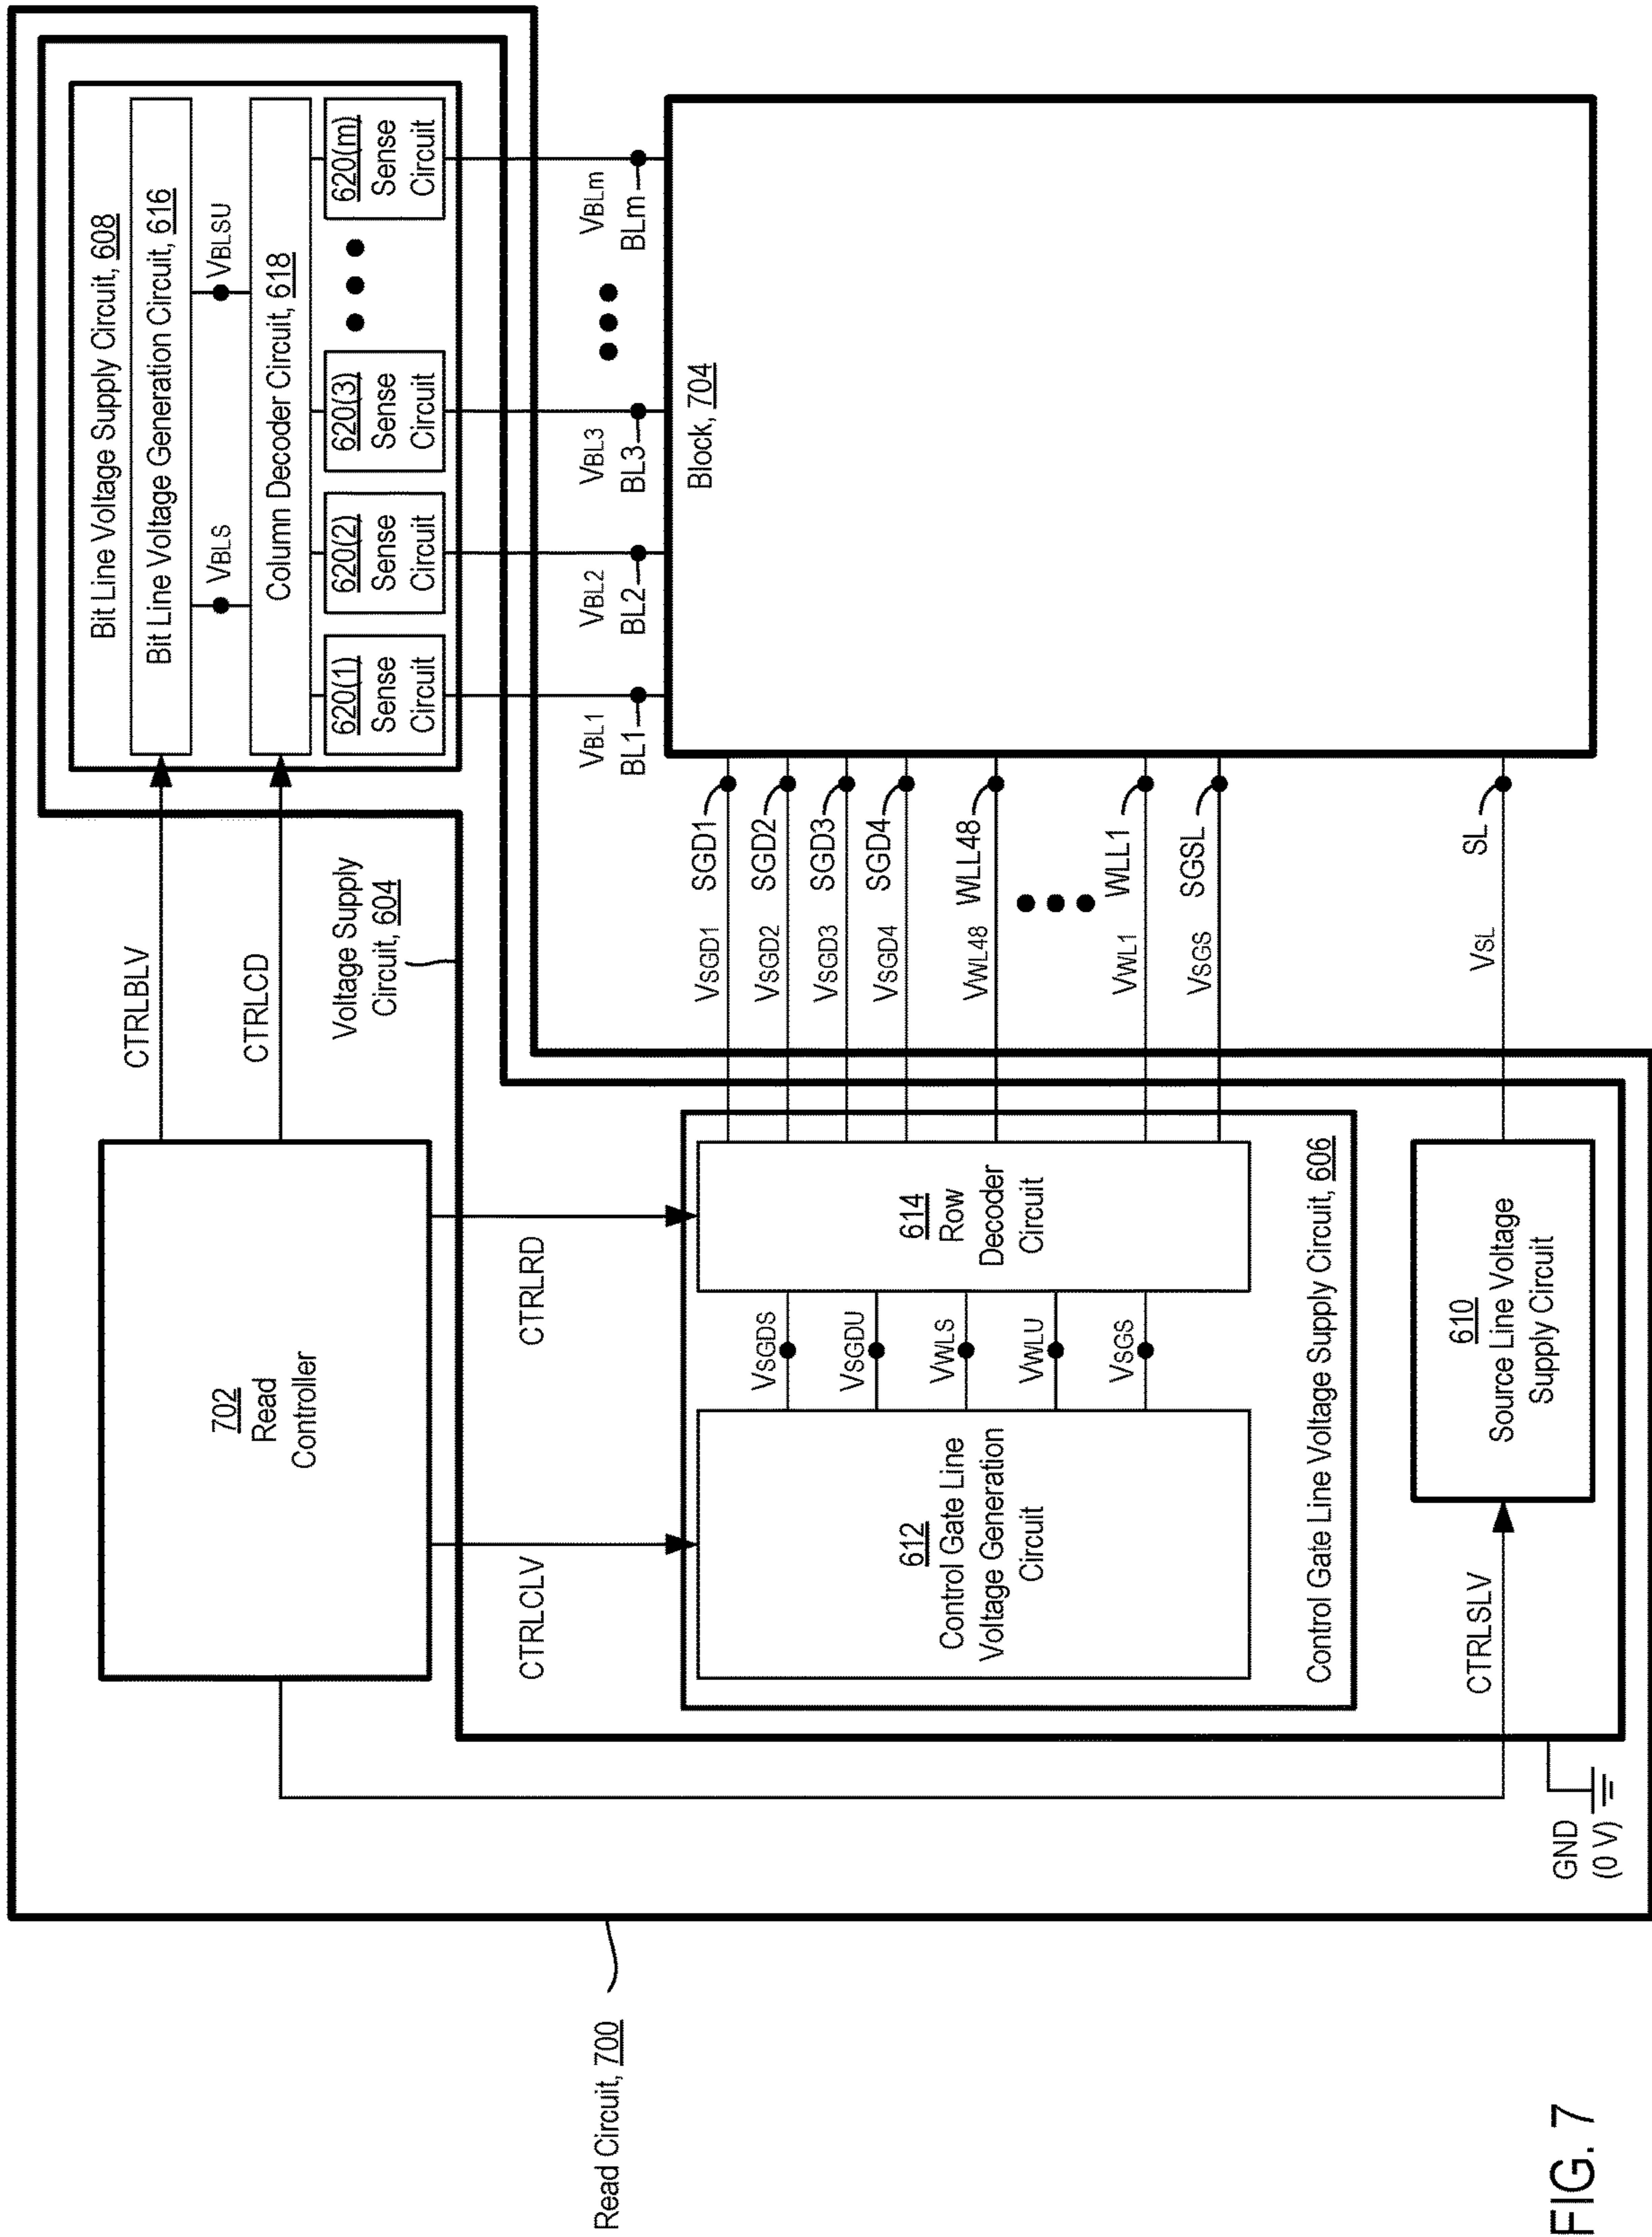 Read Circuit, 700
702
Read
Controller
CTRLBLV
CTRLCD
Voltage Supply
Circuit, 604
Bit Line Voltage Supply Circuit, 608
Bit Line Voltage Generation Circuit, 616
VBLS
VBLSU
Column Decoder Circuit, 618
620(1)
Sense
Circuit
620(2)
Sense
Circuit
620(3)
Sense
Circuit
620(m)
Sense
Circuit
VBL1
BL1
VBL2
BL2
VBL3
BL3
VBLm
BLm
CTRLCLV
CTRLRD
612
Control Gate Line
Voltage Generation
Circuit
VSGDS
VSGDU
VWLS
VWLU
VSGS
614
Row
Decoder
Circuit
Control Gate Line Voltage Supply Circuit, 606
VSGD1
SGD1
VSGD2
SGD2
VSGD3
SGD3
VSGD4
SGD4
VWL48
WLL48
VWL1
WLL1
VSGS
SGSL
VSL
SL
Block, 704
CTRLSLV
610
Source Line Voltage
Supply Circuit
GND
(0 V)
FIG. 7